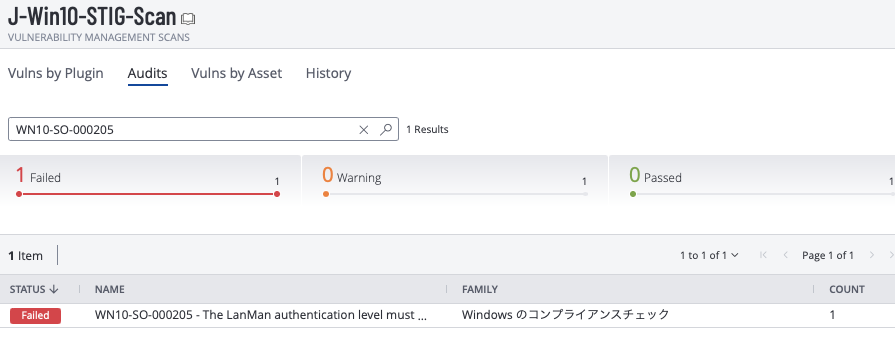 J-Win10-STIG-Scan
VULNERABILITY MANAGEMENT SCANS
Vulns by Plugin Audits Vulns by Asset History
WN10-SO-000205 1 Results
1 Failed 1 0 Warning 1 0 Passed 1
1 Item 1 to 1 of 1 Page 1 of 1
STATUS NAME FAMILY COUNT
Failed WN10-SO-000205 - The LanMan authentication level must ... Windows のコンプライアンスチェック 1